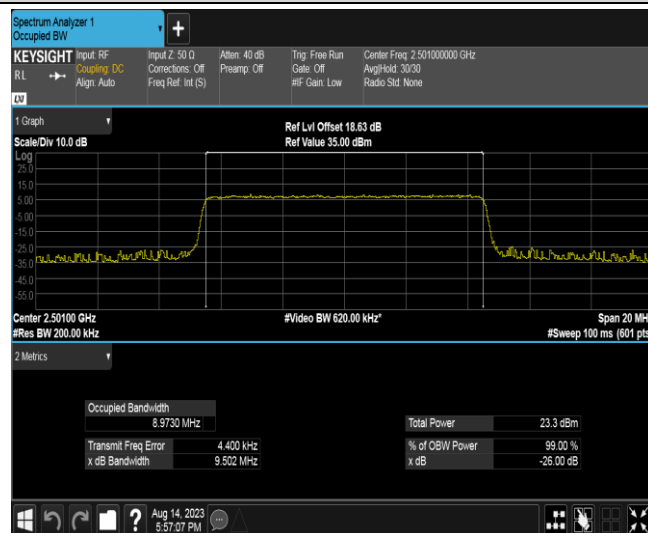 Spectrum Analyzer 1
Occupied BW
+
KEYSIGHT
RL
LXI
Input: RF
Coupling: DC
Align: Auto
Input Z: 50 Ω
Corrections: Off
Freq Ref: Int (S)
Atten: 40 dB
Preamp: Off
Trig: Free Run
Gate: Off
#IF Gain: Low
Center Freq: 2.501000000 GHz
Avg|Hold: 30/30
Radio Std: None
1 Graph
Scale/Div 10.0 dB
Ref Lvl Offset 18.63 dB
Ref Value 35.00 dBm
Log
25.0
15.0
5.00
-5.00
-15.0
-25.0
-35.0
-45.0
-55.0
Center 2.50100 GHz
#Res BW 200.00 kHz
#Video BW 620.00 kHz*
Span 20 MH
#Sweep 100 ms (601 pts
2 Metrics
Occupied Bandwidth
8.9730 MHz
Transmit Freq Error 4.400 kHz
x dB Bandwidth 9.502 MHz
Total Power 23.3 dBm
% of OBW Power 99.00 %
x dB -26.00 dB
?
Aug 14, 2023
5:57:07 PM